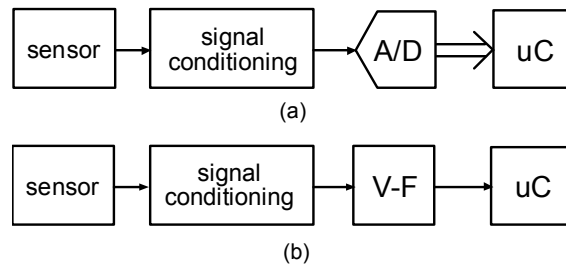 sensor
signal
conditioning
A/D
uC
(a)
sensor
signal
conditioning
V-F
uC
(b)